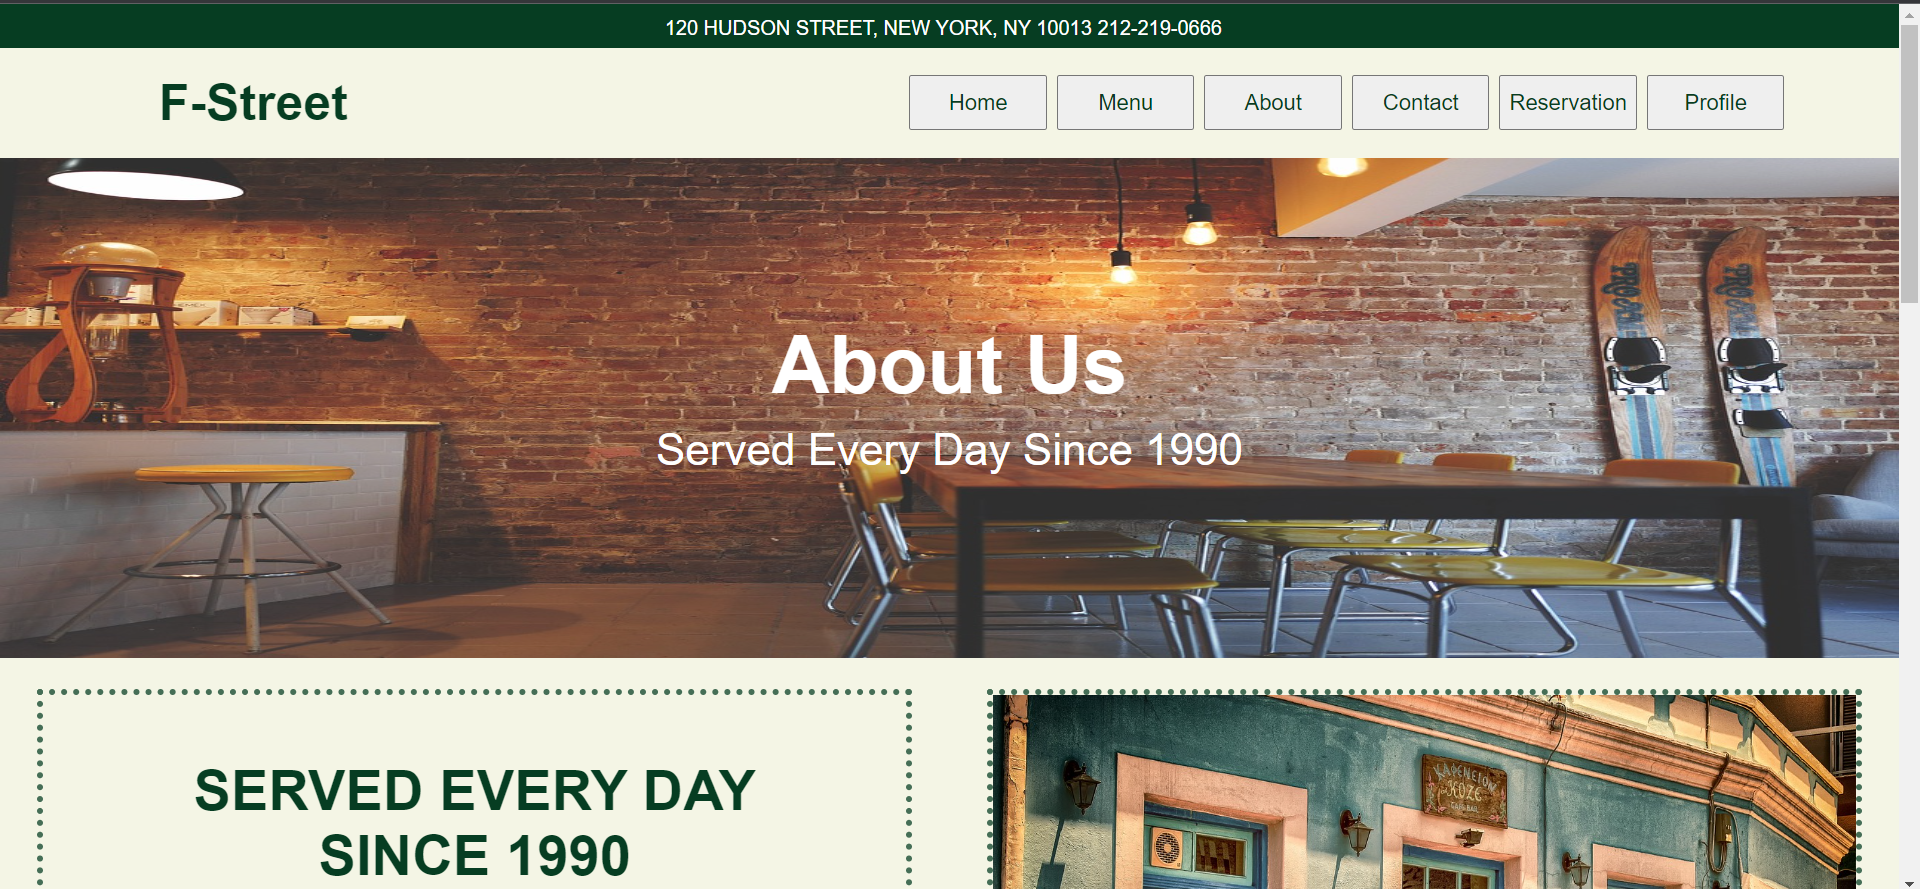 120 HUDSON STREET, NEW YORK, NY 10013 212-219-0666
F-Street
Home
Menu
About
Contact
Reservation
Profile
About Us
Served Every Day Since 1990
SERVED EVERY DAY
SINCE 1990
ΚΑΦΕΝΕΙΟΝ